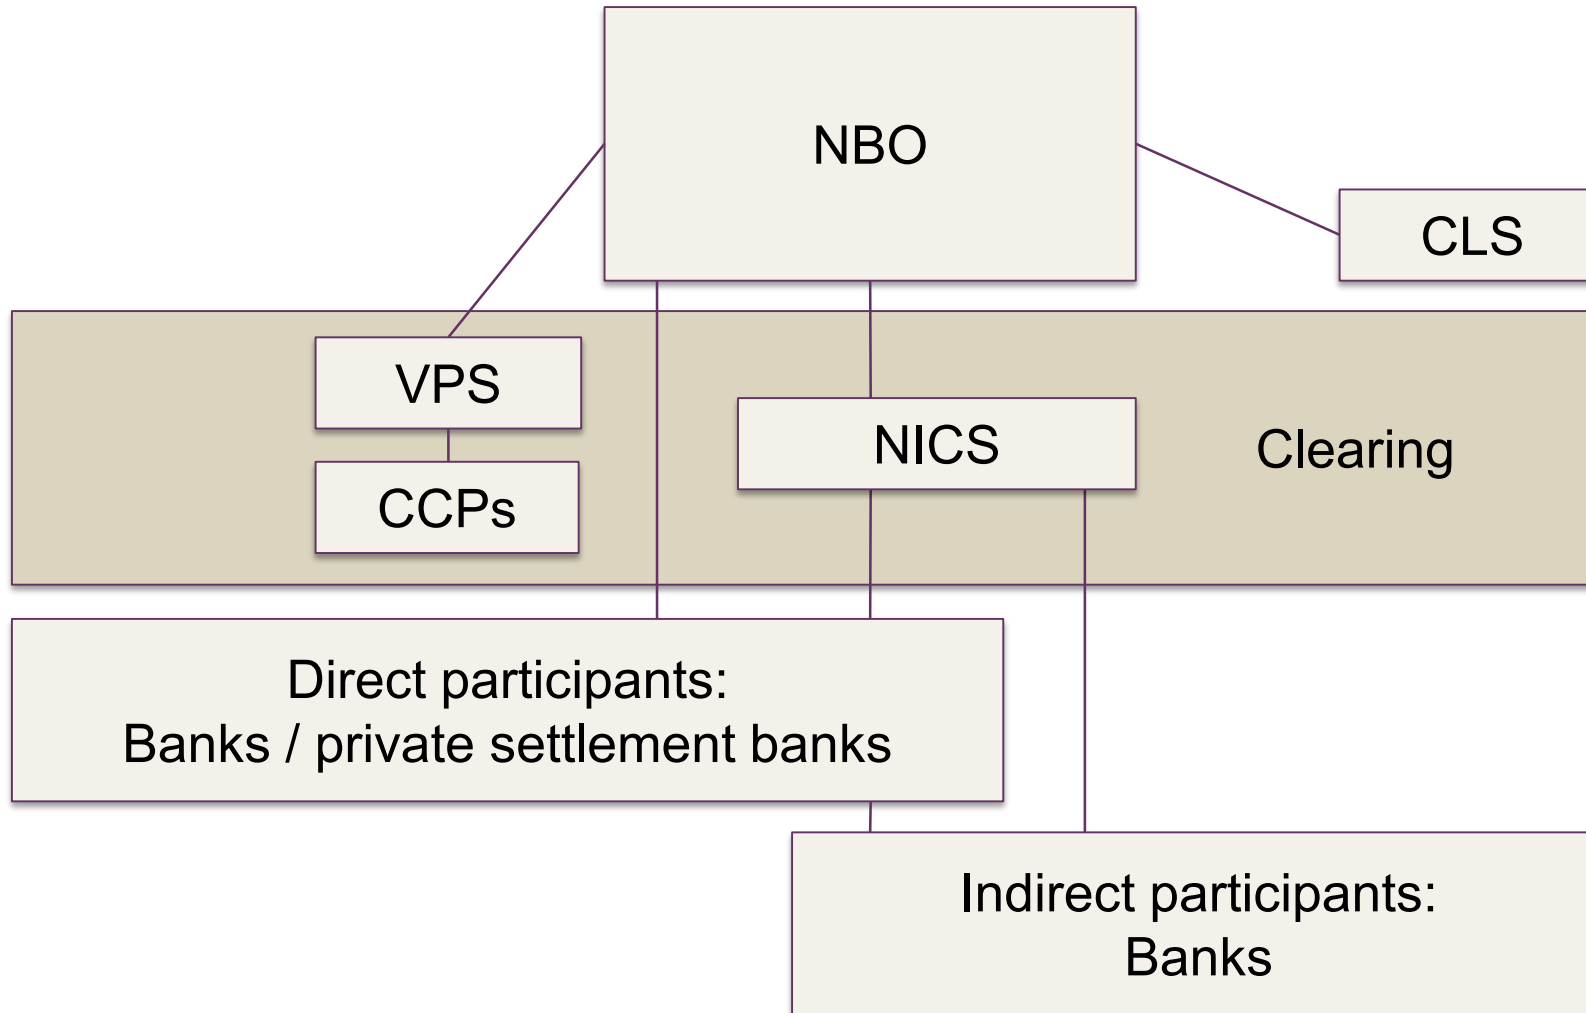 NBO
CLS
VPS
NICS
Clearing
CCPs
Direct participants:
Banks / private settlement banks
Indirect participants:
Banks